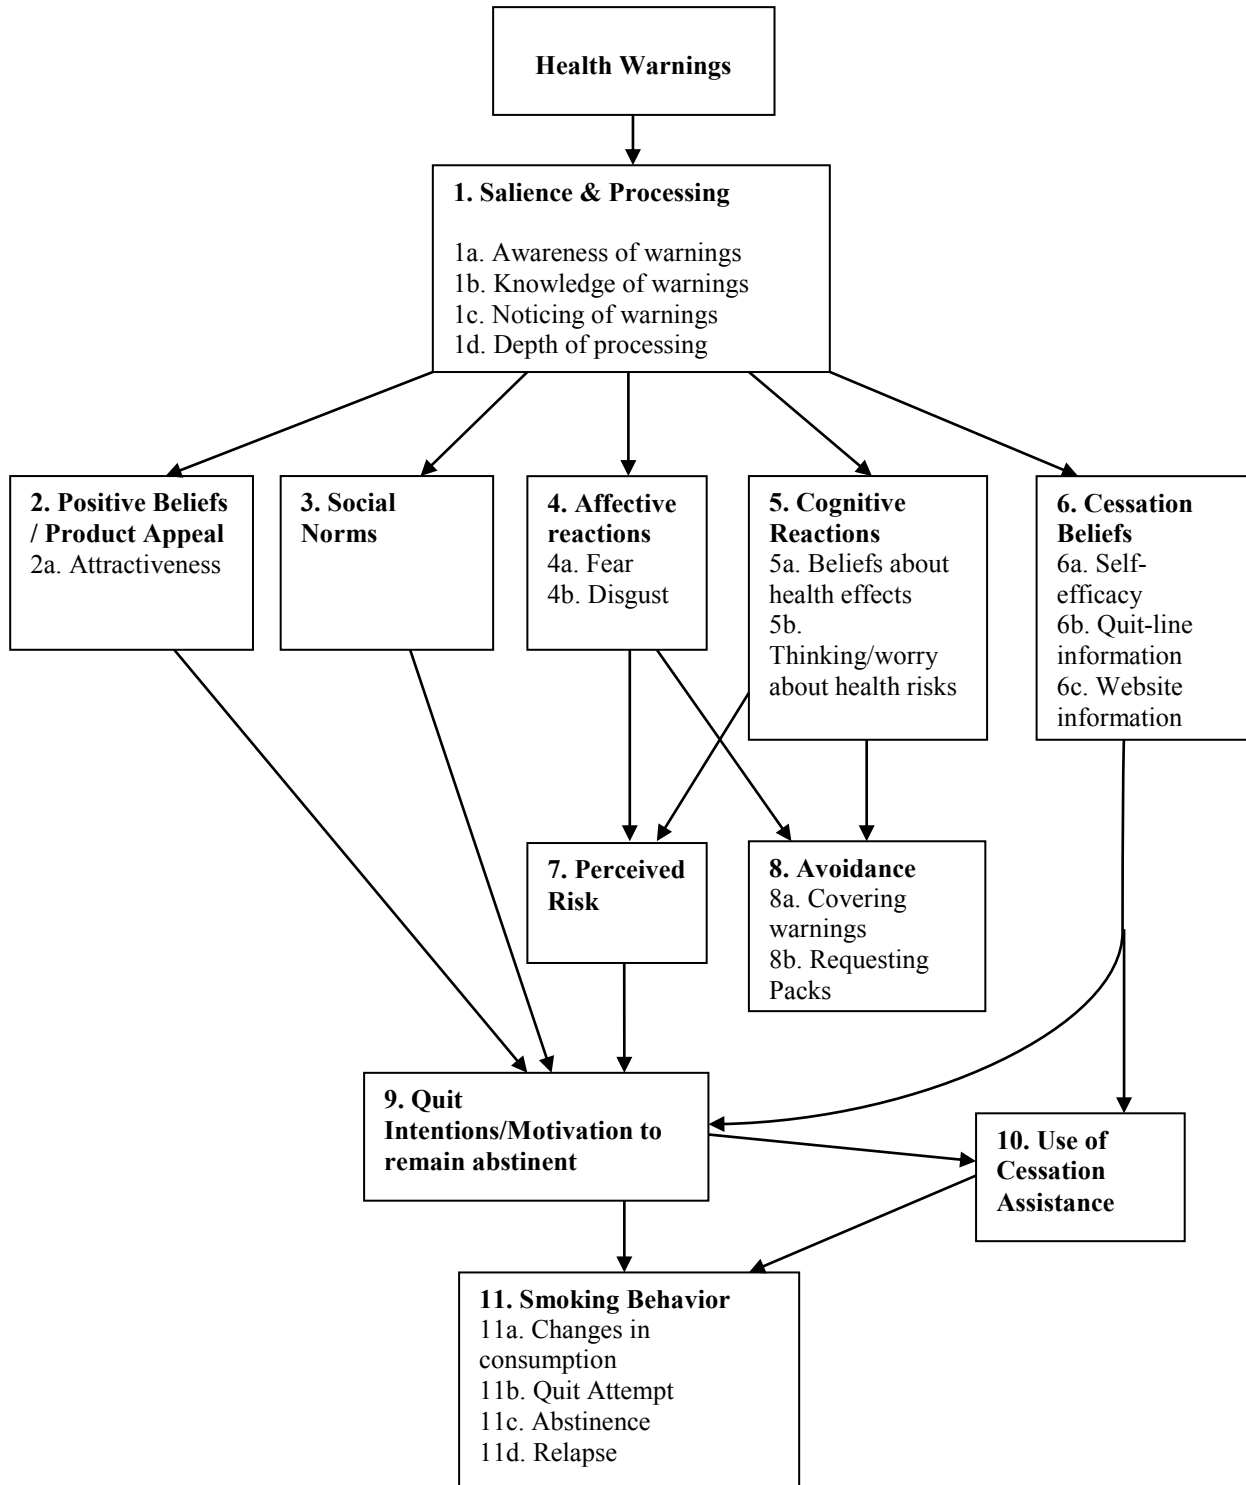 Health Warnings
1. Salience & Processing
1a. Awareness of warnings
1b. Knowledge of warnings
1c. Noticing of warnings
1d. Depth of processing
2. Positive Beliefs
/ Product Appeal
2a. Attractiveness
3. Social
Norms
4. Affective
reactions
4a. Fear
4b. Disgust
5. Cognitive
Reactions
5a. Beliefs about
health effects
5b.
Thinking/worry
about health risks
6. Cessation
Beliefs
6a. Self-
efficacy
6b. Quit-line
information
6c. Website
information
7. Perceived
Risk
8. Avoidance
8a. Covering
warnings
8b. Requesting
Packs
9. Quit
Intentions/Motivation to
remain abstinent
10. Use of
Cessation
Assistance
11. Smoking Behavior
11a. Changes in
consumption
11b. Quit Attempt
11c. Abstinence
11d. Relapse